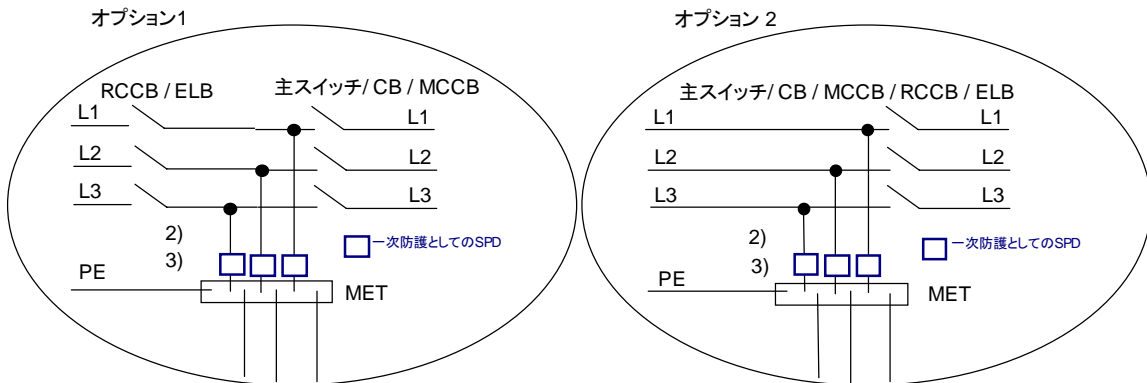 オプション1
RCCB / ELB
主スイッチ/ CB / MCCB
L1
L1
L2
L2
L3
L3
2)
3)
一次防護としてのSPD
PE
MET
オプション 2
主スイッチ/ CB / MCCB / RCCB / ELB
L1
L1
L2
L2
L3
L3
2)
3)
一次防護としてのSPD
PE
MET